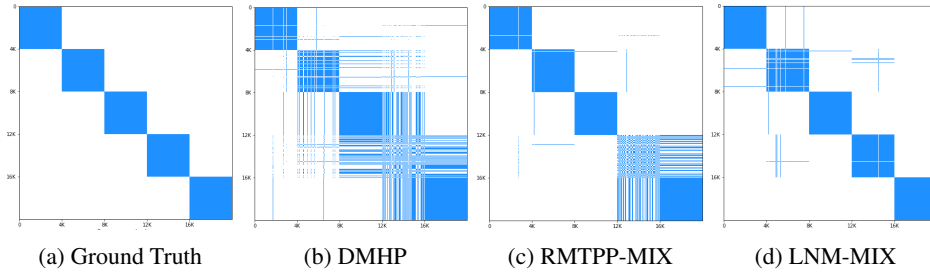 0
4K
8K
12K
16K
0 4K 8K 12K 16K
0
4K
8K
12K
16K
0 4K 8K 12K 16K
0
4K
8K
12K
16K
0 4K 8K 12K 16K
0
4K
8K
12K
16K
0 4K 8K 12K 16K
(a) Ground Truth
(b) DMHP
(c) RMTPP-MIX
(d) LNM-MIX